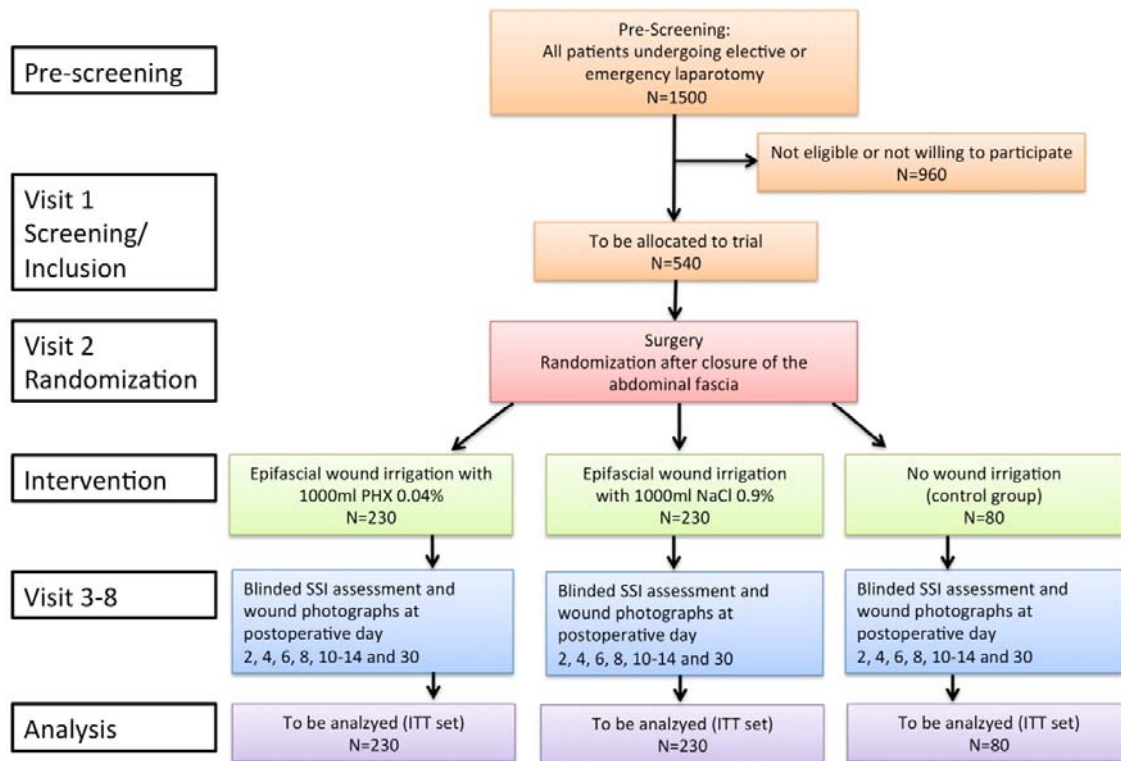 Pre-screening
Pre-Screening:
All patients undergoing elective or
emergency laparotomy
N=1500
Not eligible or not willing to participate
N=960
Visit 1
Screening/
Inclusion
To be allocated to trial
N=540
Visit 2
Randomization
Surgery
Randomization after closure of the
abdominal fascia
Intervention
Epifascial wound irrigation with
1000ml PHX 0.04%
N=230
Epifascial wound irrigation
with 1000ml NaCl 0.9%
N=230
No wound irrigation
(control group)
N=80
Visit 3-8
Blinded SSI assessment and
wound photographs at
postoperative day
2, 4, 6, 8, 10-14 and 30
Blinded SSI assessment and
wound photographs at
postoperative day
2, 4, 6, 8, 10-14 and 30
Blinded SSI assessment and
wound photographs at
postoperative day
2, 4, 6, 8, 10-14 and 30
Analysis
To be analzyed (ITT set)
N=230
To be analzyed (ITT set)
N=230
To be analzyed (ITT set)
N=80